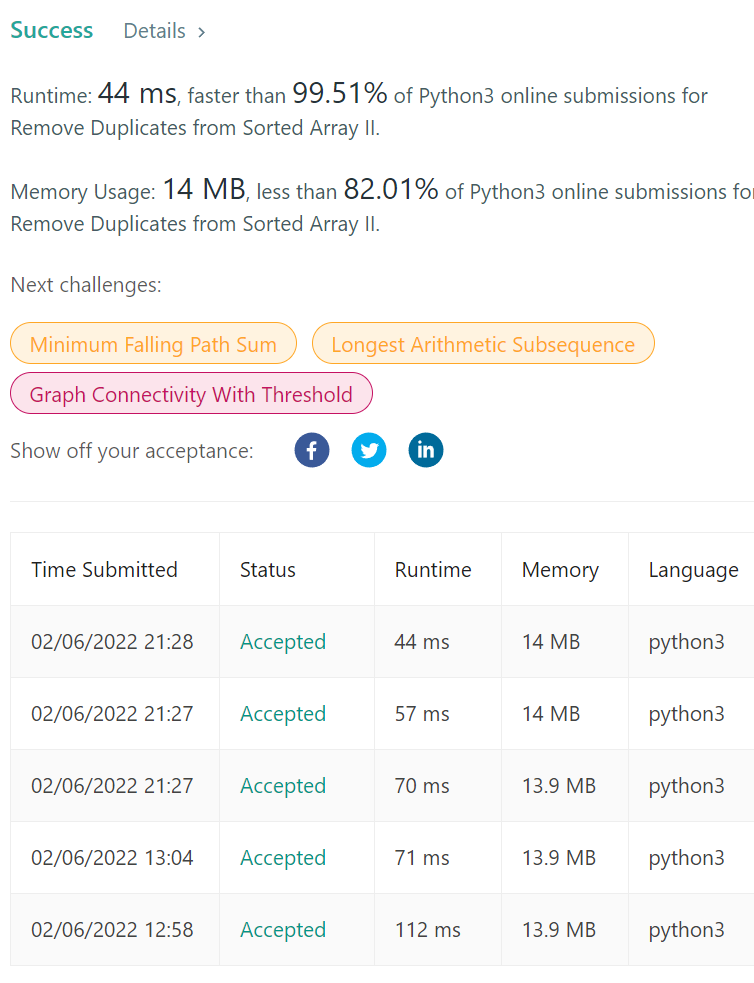 Success Details >
Runtime: 44 ms, faster than 99.51% of Python3 online submissions for
Remove Duplicates from Sorted Array II.
Memory Usage: 14 MB, less than 82.01% of Python3 online submissions for
Remove Duplicates from Sorted Array II.
Next challenges:
Minimum Falling Path Sum Longest Arithmetic Subsequence
Graph Connectivity With Threshold
Show off your acceptance:
Time Submitted Status Runtime Memory Language
02/06/2022 21:28 Accepted 44 ms 14 MB python3
02/06/2022 21:27 Accepted 57 ms 14 MB python3
02/06/2022 21:27 Accepted 70 ms 13.9 MB python3
02/06/2022 13:04 Accepted 71 ms 13.9 MB python3
02/06/2022 12:58 Accepted 112 ms 13.9 MB python3